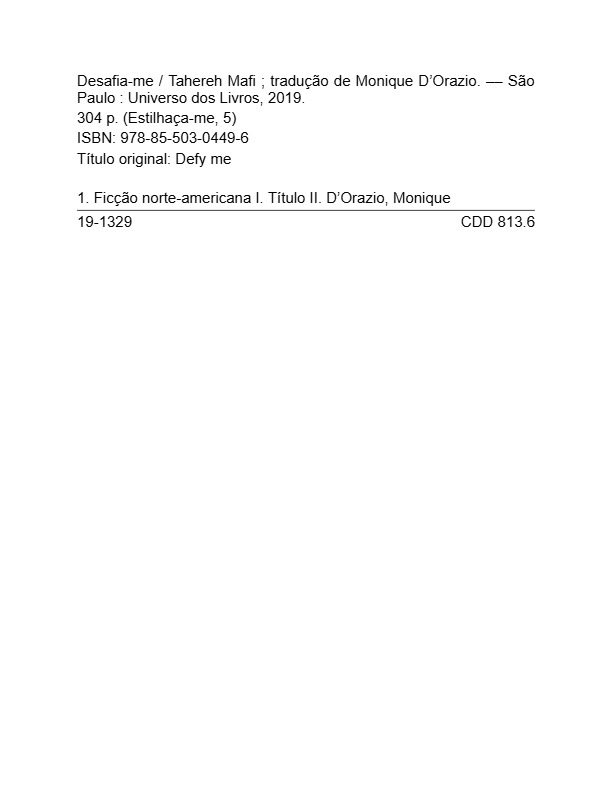 Desafia-me / Tahereh Mafi ; tradução de Monique D’Orazio. –– São
Paulo : Universo dos Livros, 2019.
304 p. (Estilhaça-me, 5)
ISBN: 978-85-503-0449-6
Título original: Defy me
1. Ficção norte-americana I. Título II. D’Orazio, Monique
19-1329 CDD 813.6